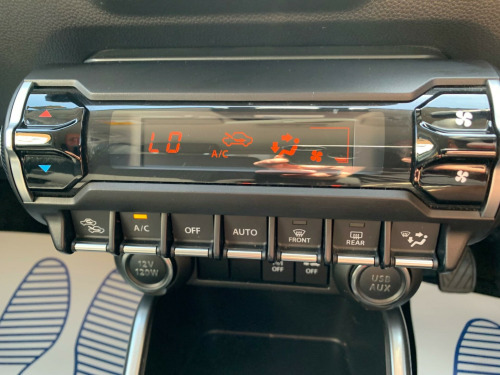 LO
A/C
A/C
OFF
AUTO
FRONT
REAR
12V
120W
OFF
OFF
USB
AUX